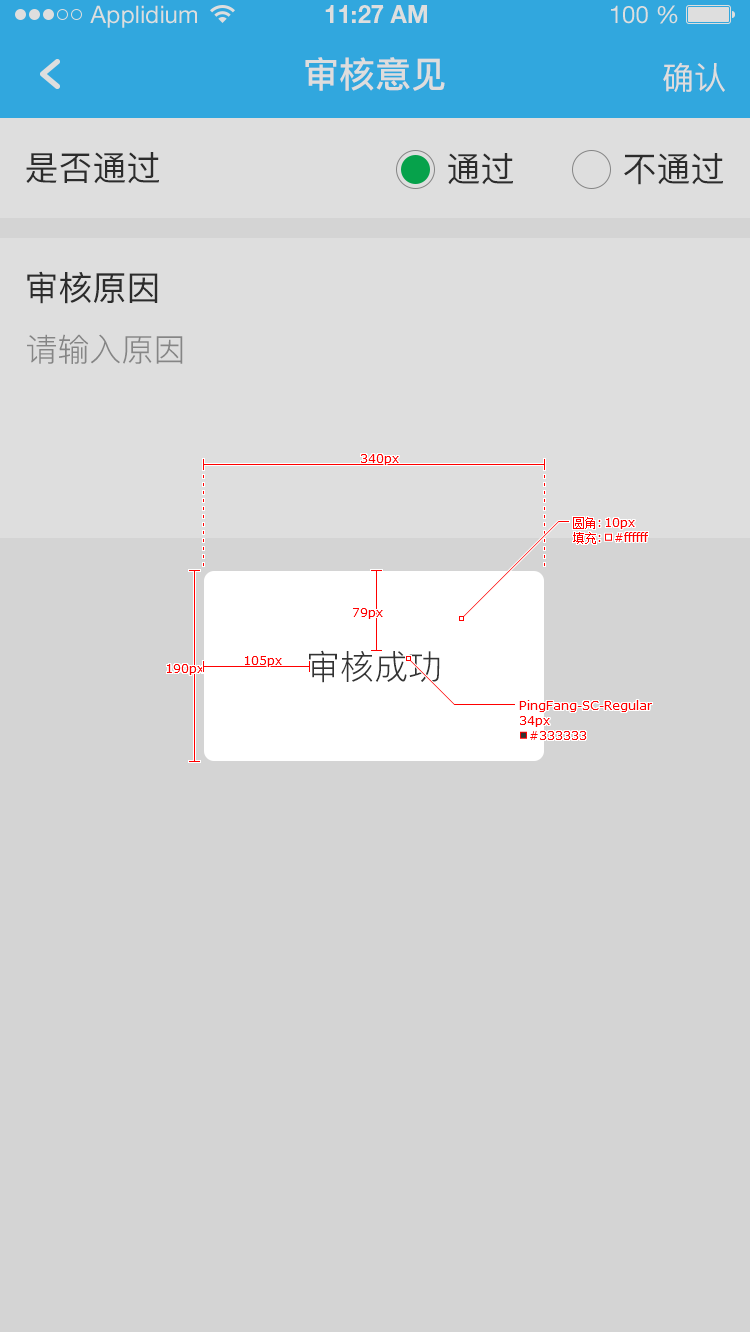 Applidium 11:27 AM 100 %
审核意见 确认
是否通过 通过 不通过
审核原因
请输入原因
340px
圆角: 10px
填充: #ffffff
79px
190px 105px 审核成功
PingFang-SC-Regular
34px
#333333